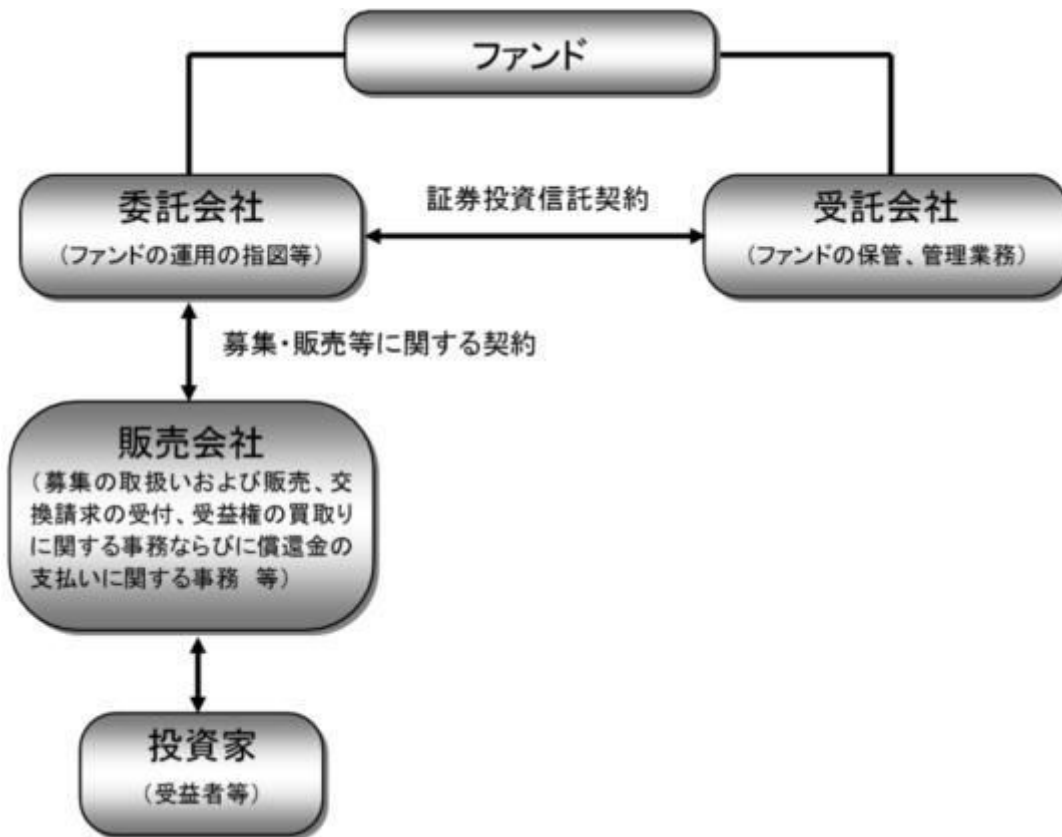 ファンド
委託会社
（ファンドの運用の指図等）
証券投資信託契約
受託会社
（ファンドの保管、管理業務）
募集・販売等に関する契約
販売会社
（募集の取扱いおよび販売、交
換請求の受付、受益権の買取り
に関する事務ならびに償還金の
支払いに関する事務　等）
投資家
（受益者等）